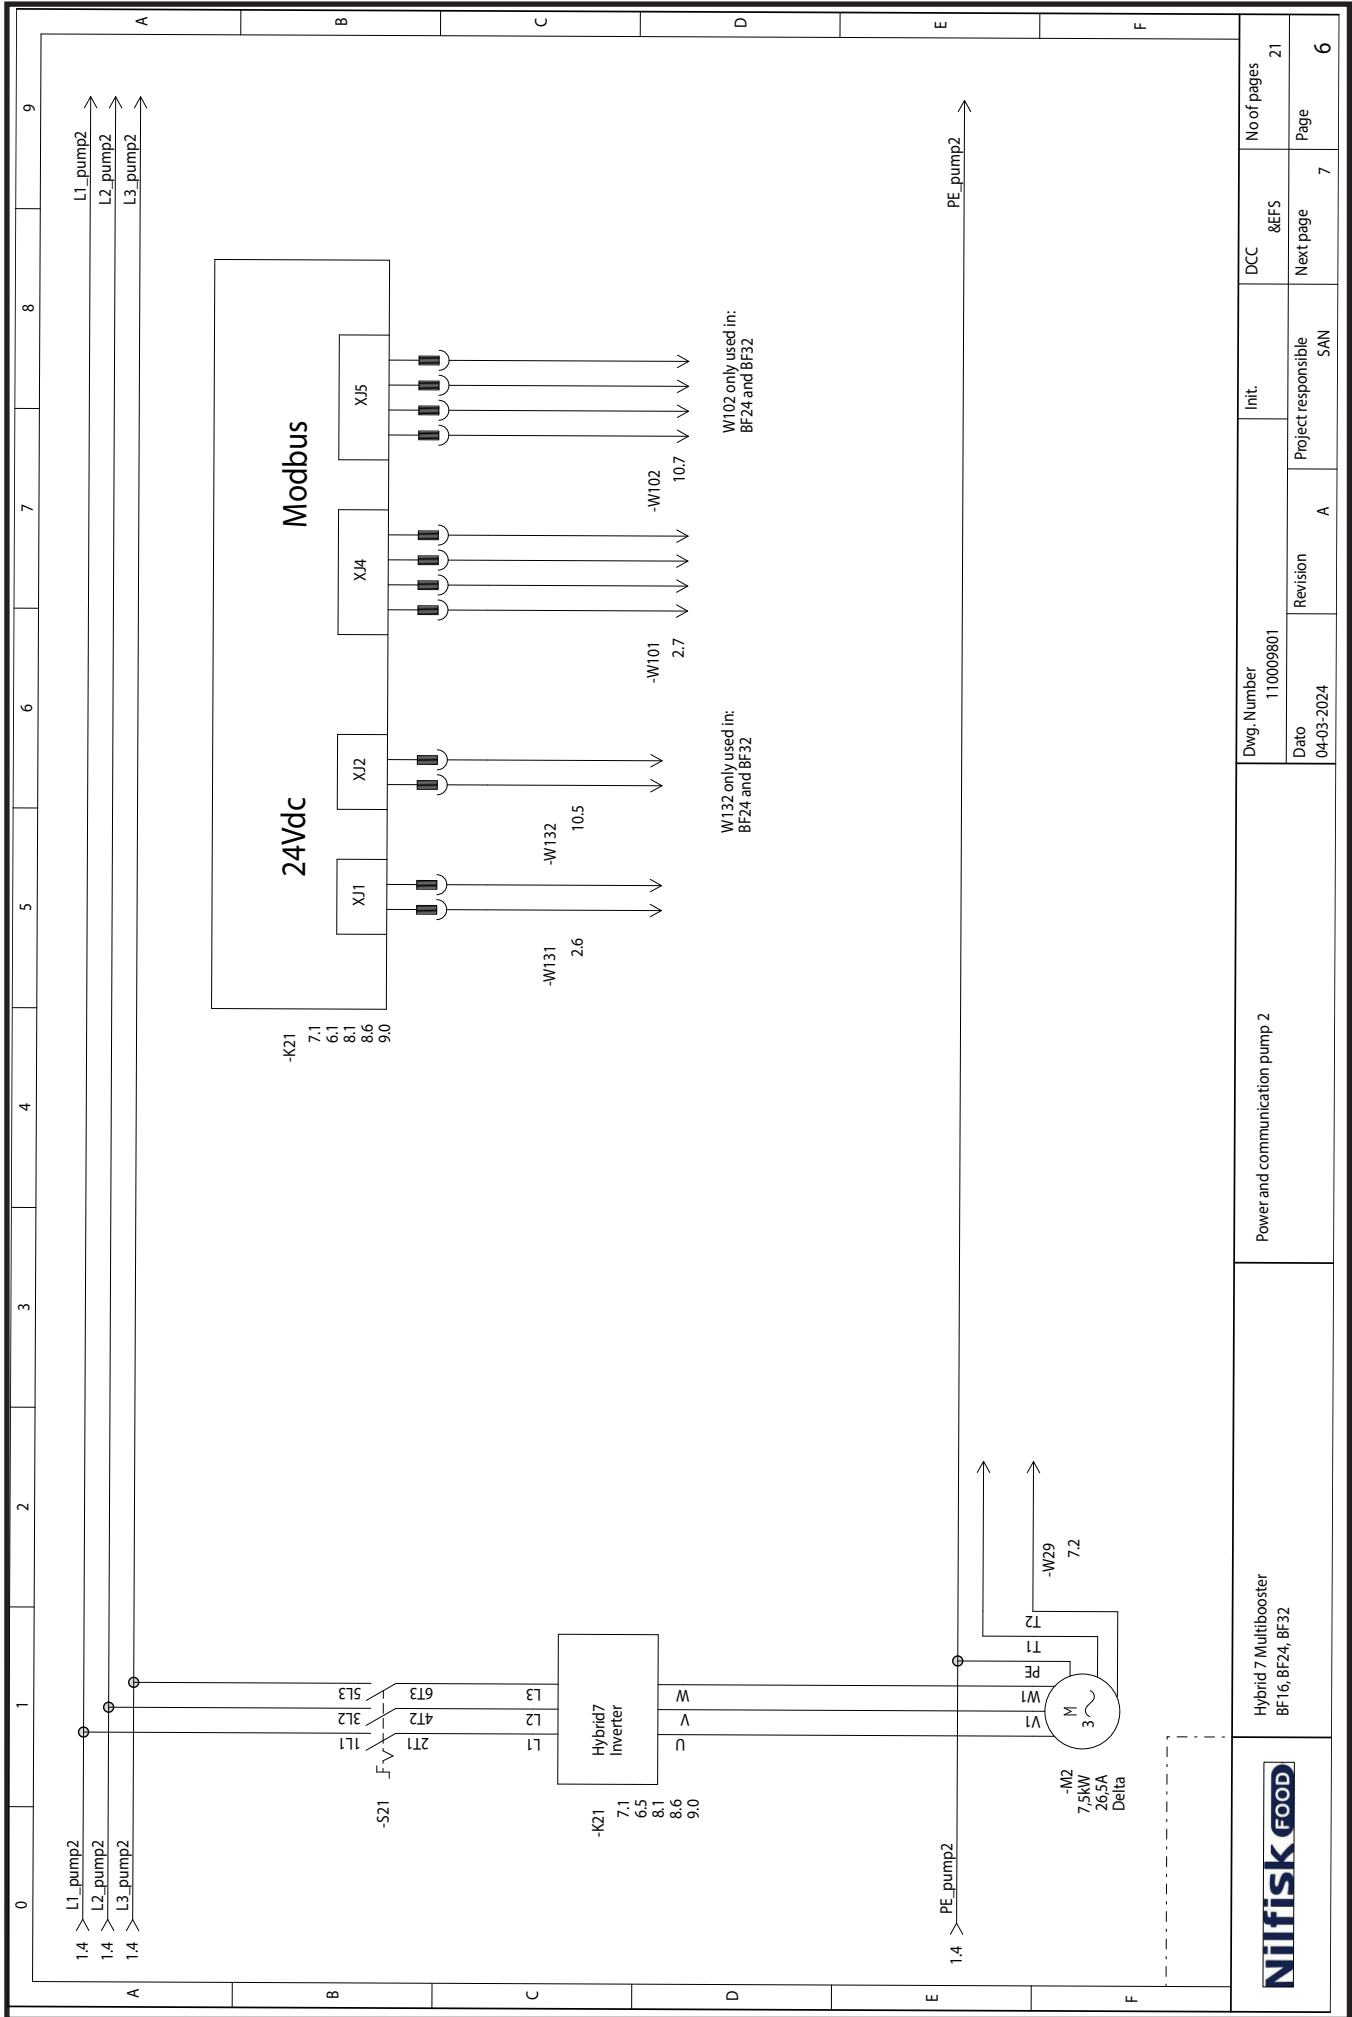 0
1
2
3
4
5
6
7
8
9
A
B
C
D
E
F
A
B
C
D
E
F
1.4
L1_pump2
L1_pump2
1.4
L2_pump2
L2_pump2
1.4
L3_pump2
L3_pump2
-S21
1L1
3L2
5L3
2T1
4T2
6T3
-K21
7.1
6.5
8.1
8.6
9.0
L1
L2
L3
Hybrid7
Inverter
U
V
W
-K21
7.1
6.1
8.1
8.6
9.0
24Vdc
Modbus
XJ1
XJ2
XJ4
XJ5
-W131
2.6
-W132
10.5
-W101
2.7
-W102
10.7
W132 only used in:
BF24 and BF32
W102 only used in:
BF24 and BF32
1.4
PE_pump2
PE_pump2
V1
W1
PE
T1
T2
-M2
7,5kW
26,5A
Delta
M
3
-W29
7.2
Nilfisk FOOD
Hybrid 7 Multibooster
BF16, BF24, BF32
Power and communication pump 2
Dwg. Number
110009801
Init.
DCC
&EFS
No of pages
21
Dato
04-03-2024
Revision
A
Project responsible
SAN
Next page
7
Page
6